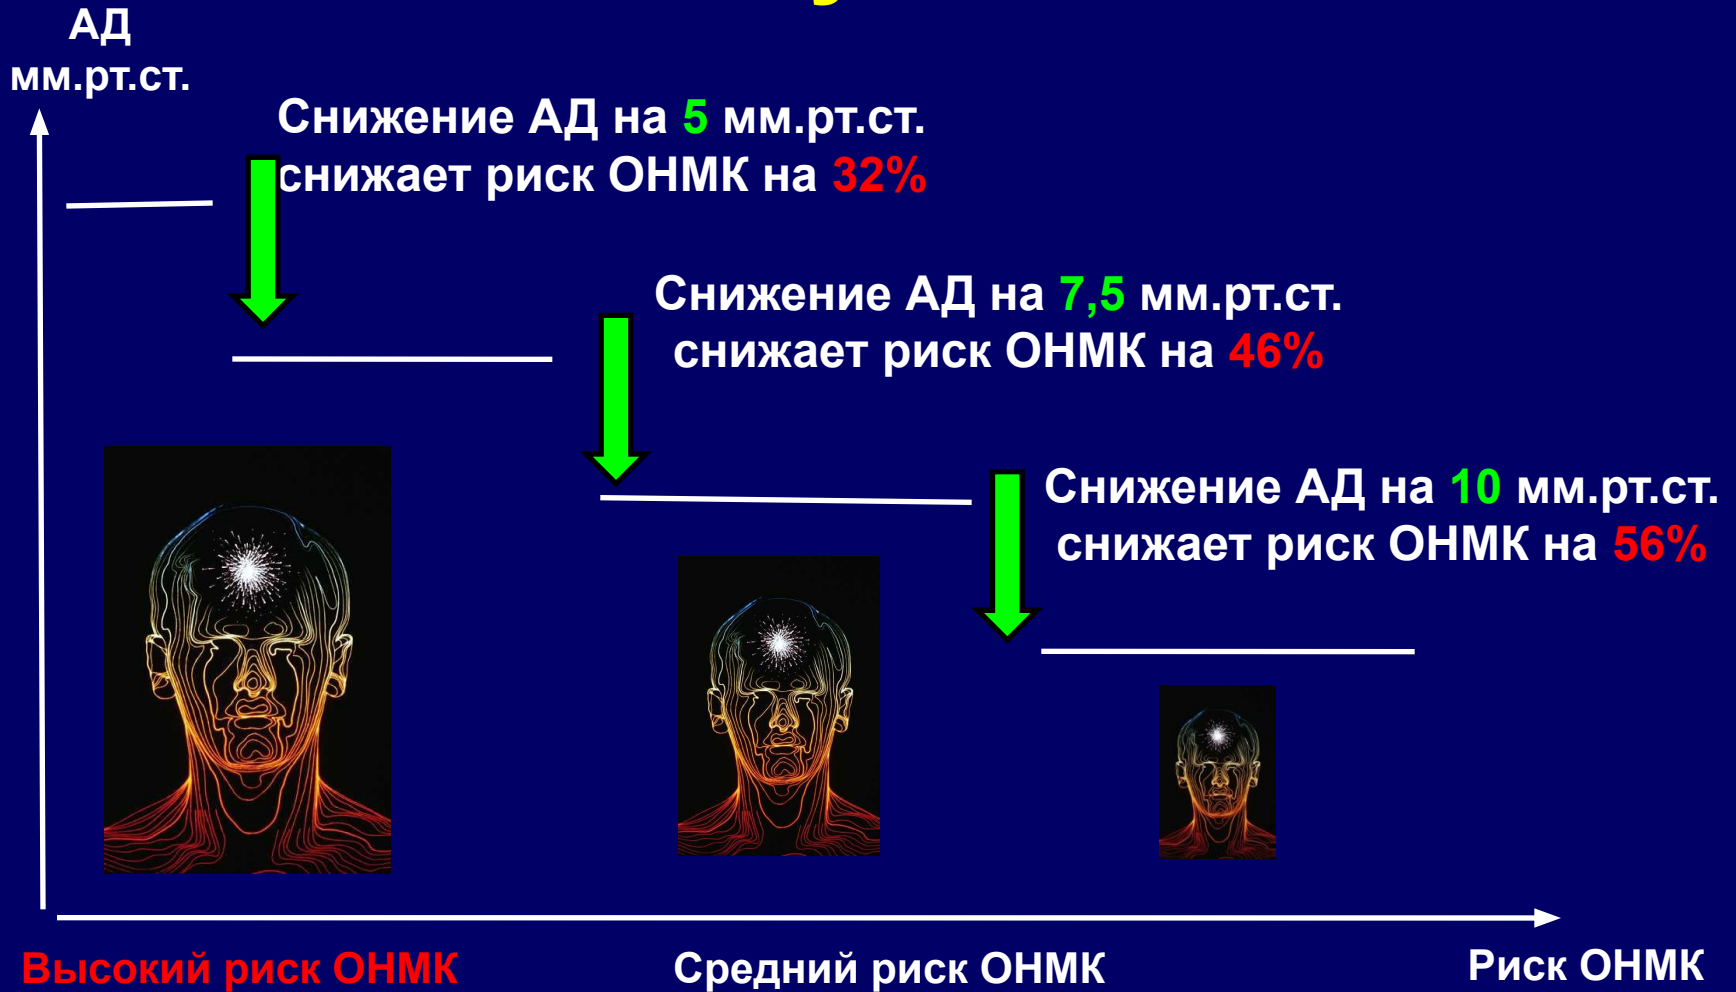 АД
мм.рт.ст.
Снижение АД на 5 мм.рт.ст.
снижает риск ОНМК на 32%
Снижение АД на 7,5 мм.рт.ст.
снижает риск ОНМК на 46%
Снижение АД на 10 мм.рт.ст.
снижает риск ОНМК на 56%
Высокий риск ОНМК
Средний риск ОНМК
Риск ОНМК